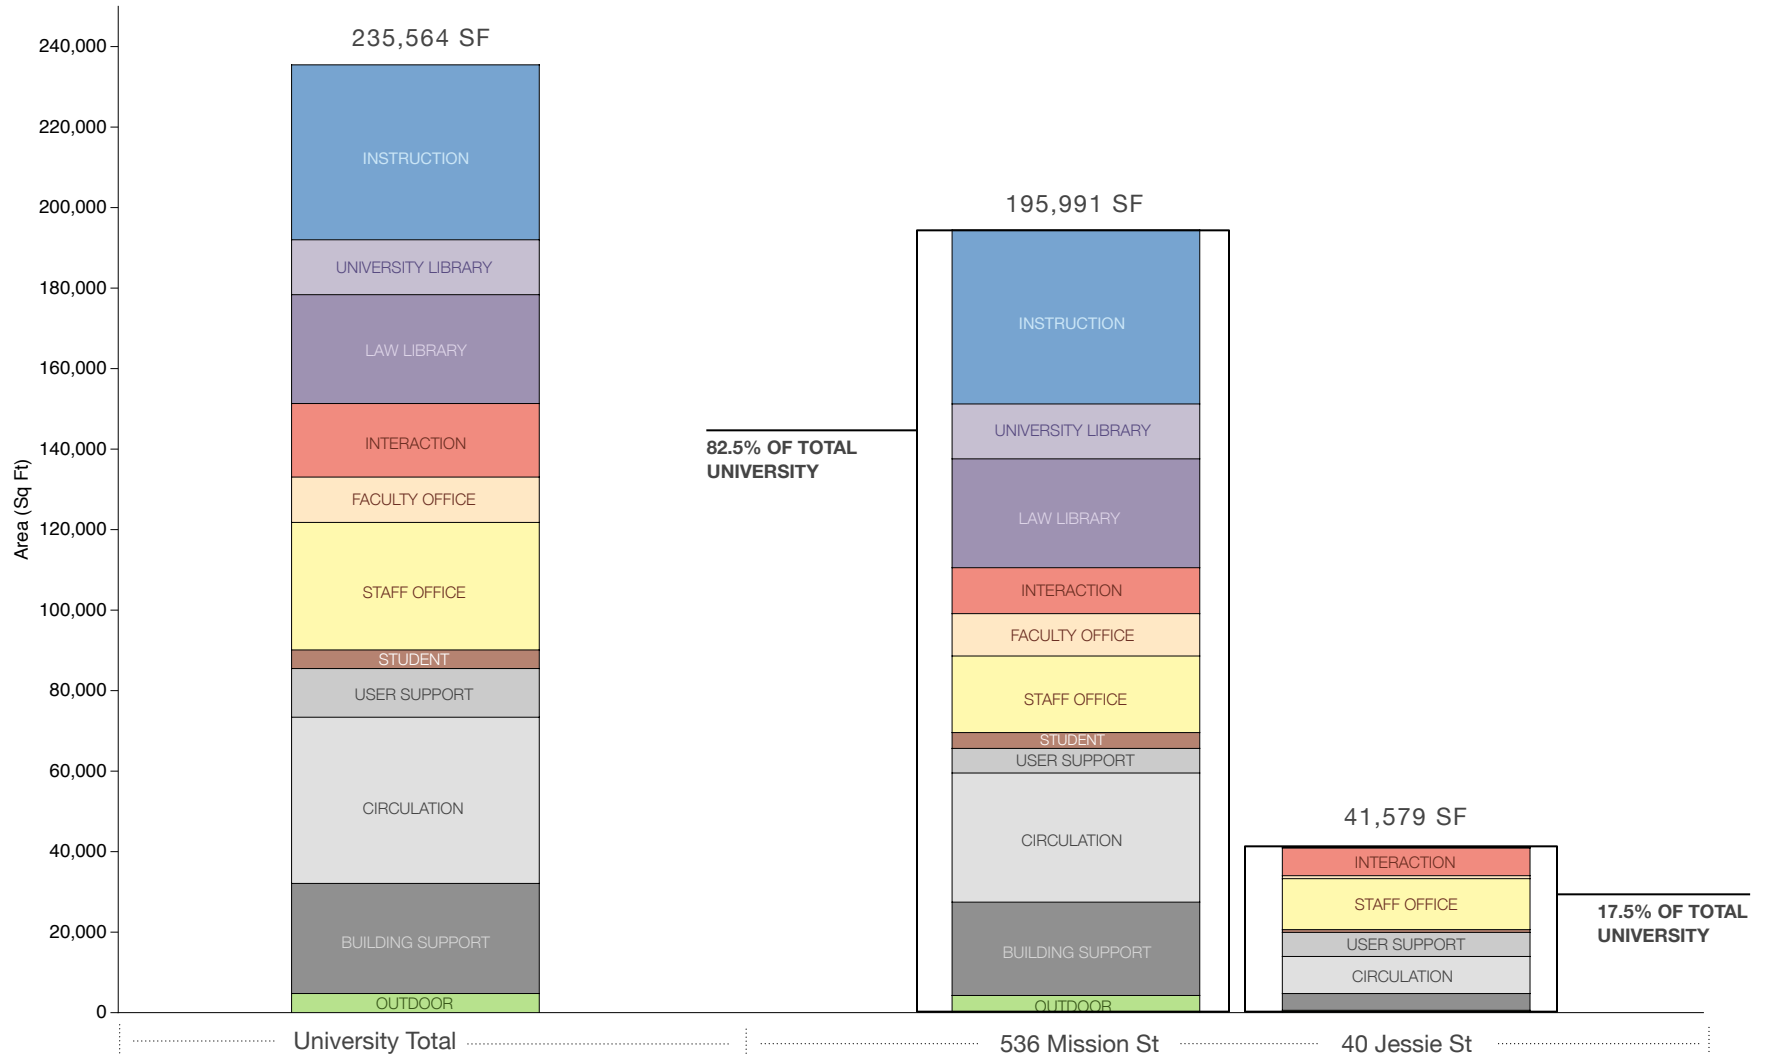 235,564 SF
240,000
220,000
200,000
180,000
160,000
140,000
120,000
100,000
80,000
60,000
40,000
20,000
0
Area (Sq Ft)
INSTRUCTION
UNIVERSITY LIBRARY
LAW LIBRARY
INTERACTION
FACULTY OFFICE
STAFF OFFICE
STUDENT
USER SUPPORT
CIRCULATION
BUILDING SUPPORT
OUTDOOR
University Total
82.5% OF TOTAL
UNIVERSITY
195,991 SF
INSTRUCTION
UNIVERSITY LIBRARY
LAW LIBRARY
INTERACTION
FACULTY OFFICE
STAFF OFFICE
STUDENT
USER SUPPORT
CIRCULATION
BUILDING SUPPORT
OUTDOOR
536 Mission St
41,579 SF
INTERACTION
STAFF OFFICE
USER SUPPORT
CIRCULATION
40 Jessie St
17.5% OF TOTAL
UNIVERSITY